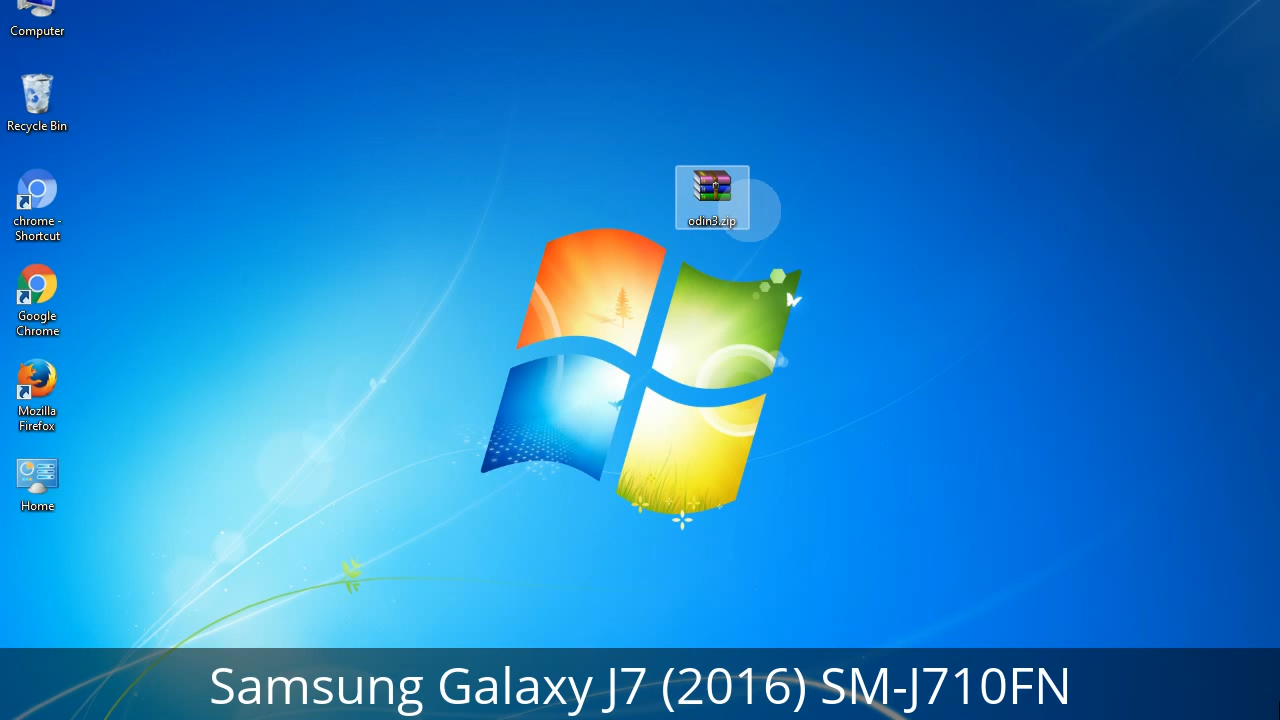 Computer
Recycle Bin
chrome -
Shortcut
Google
Chrome
Mozilla
Firefox
Home
odin3.zip
Samsung Galaxy J7 (2016) SM-J710FN